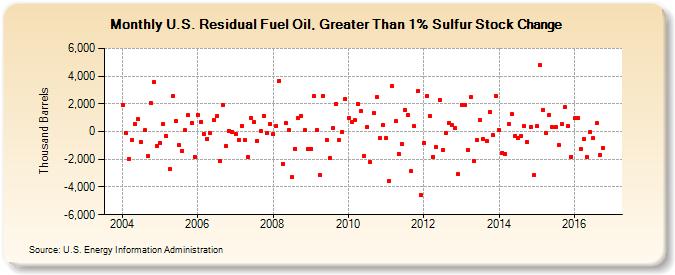 Monthly U.S. Residual Fuel Oil, Greater Than 1% Sulfur Stock Change
Thousand Barrels
6,000
4,000
2,000
0
-2,000
-4,000
-6,000
2004 2006 2008 2010 2012 2014 2016
Source: U.S. Energy Information Administration